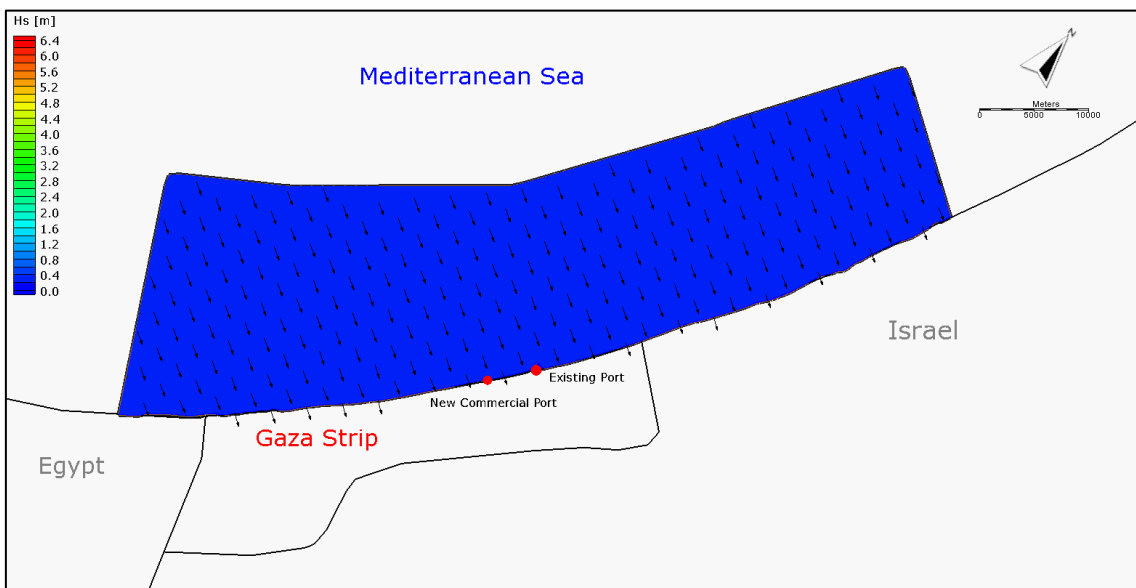 Hs [m]
6.4
6.0
5.6
5.2
4.8
4.4
4.0
3.6
3.2
2.8
2.4
2.0
1.6
1.2
0.8
0.4
0.0
Mediterranean Sea
N
Meters
0 5000 10000
Israel
Existing Port
New Commercial Port
Gaza Strip
Egypt